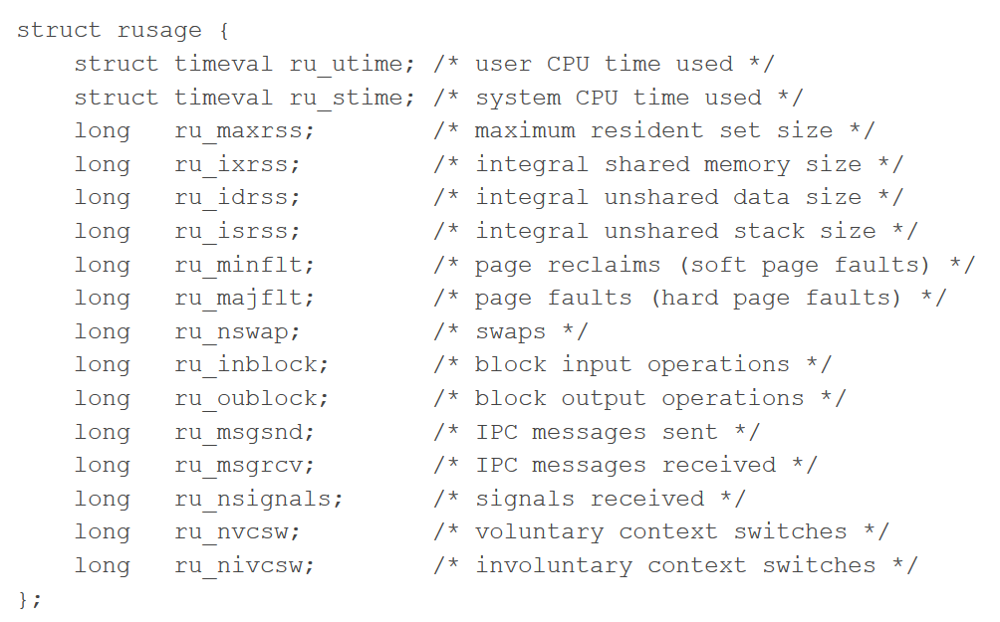 struct rusage {
    struct timeval ru_utime; /* user CPU time used */
    struct timeval ru_stime; /* system CPU time used */
    long   ru_maxrss;        /* maximum resident set size */
    long   ru_ixrss;         /* integral shared memory size */
    long   ru_idrss;         /* integral unshared data size */
    long   ru_isrss;         /* integral unshared stack size */
    long   ru_minflt;        /* page reclaims (soft page faults) */
    long   ru_majflt;        /* page faults (hard page faults) */
    long   ru_nswap;         /* swaps */
    long   ru_inblock;       /* block input operations */
    long   ru_oublock;       /* block output operations */
    long   ru_msgsnd;        /* IPC messages sent */
    long   ru_msgrcv;        /* IPC messages received */
    long   ru_nsignals;      /* signals received */
    long   ru_nvcsw;         /* voluntary context switches */
    long   ru_nivcsw;        /* involuntary context switches */
};